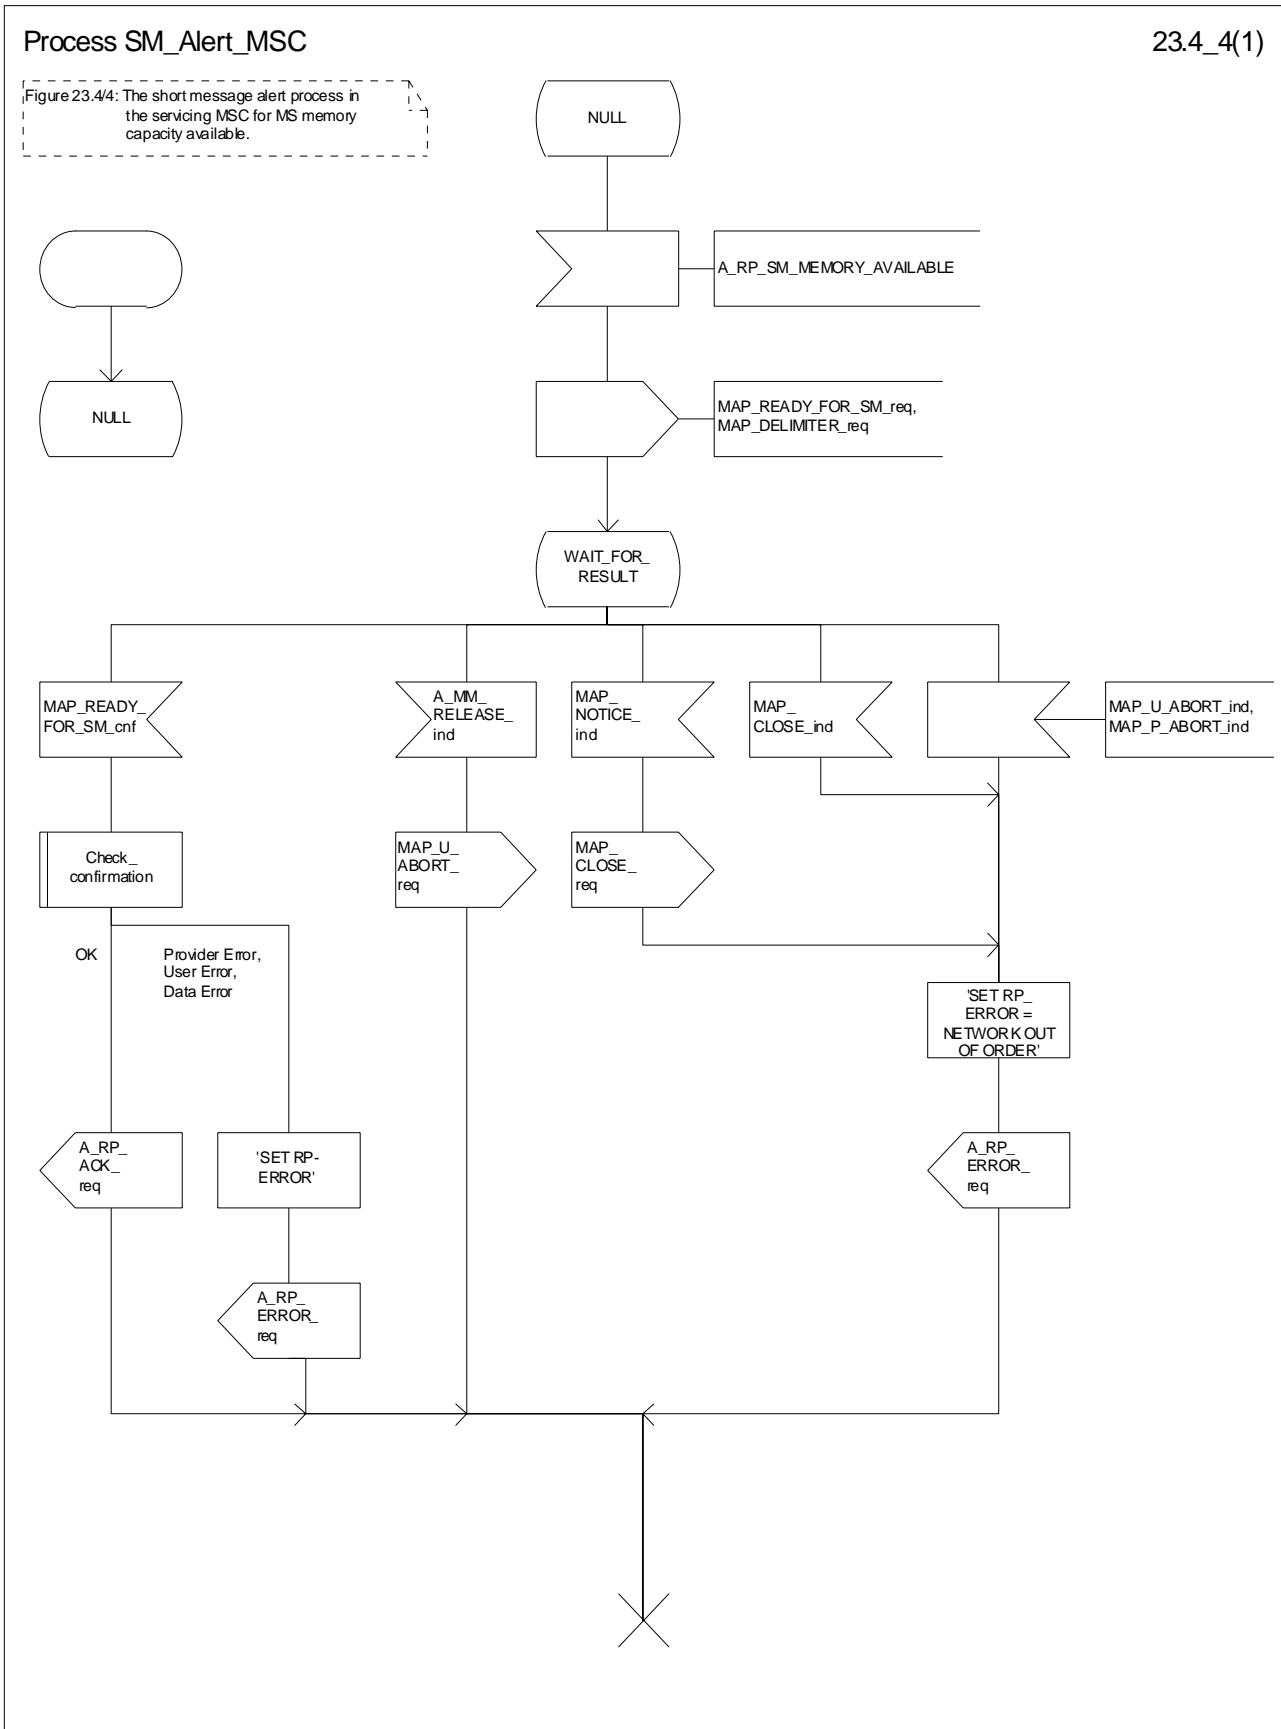 Process SM_Alert_MSC
23.4_4(1)
Figure 23.4/4: The short message alert process in
the servicing MSC for MS memory
capacity available.
NULL
A_RP_SM_MEMORY_AVAILABLE
NULL
MAP_READY_FOR_SM_req,
MAP_DELIMITER_req
WAIT_FOR_
RESULT
MAP_READY_
FOR_SM_cnf
A_MM_
RELEASE_
ind
MAP_
NOTICE_
ind
MAP_
CLOSE_ind
MAP_U_ABORT_ind,
MAP_P_ABORT_ind
Check_
confirmation
MAP_U_
ABORT_
req
MAP_
CLOSE_
req
OK
Provider Error,
User Error,
Data Error
'SET RP_
ERROR =
NETWORK OUT
OF ORDER'
A_RP_
ACK_
req
'SET RP-
ERROR'
A_RP_
ERROR_
req
A_RP_
ERROR_
req